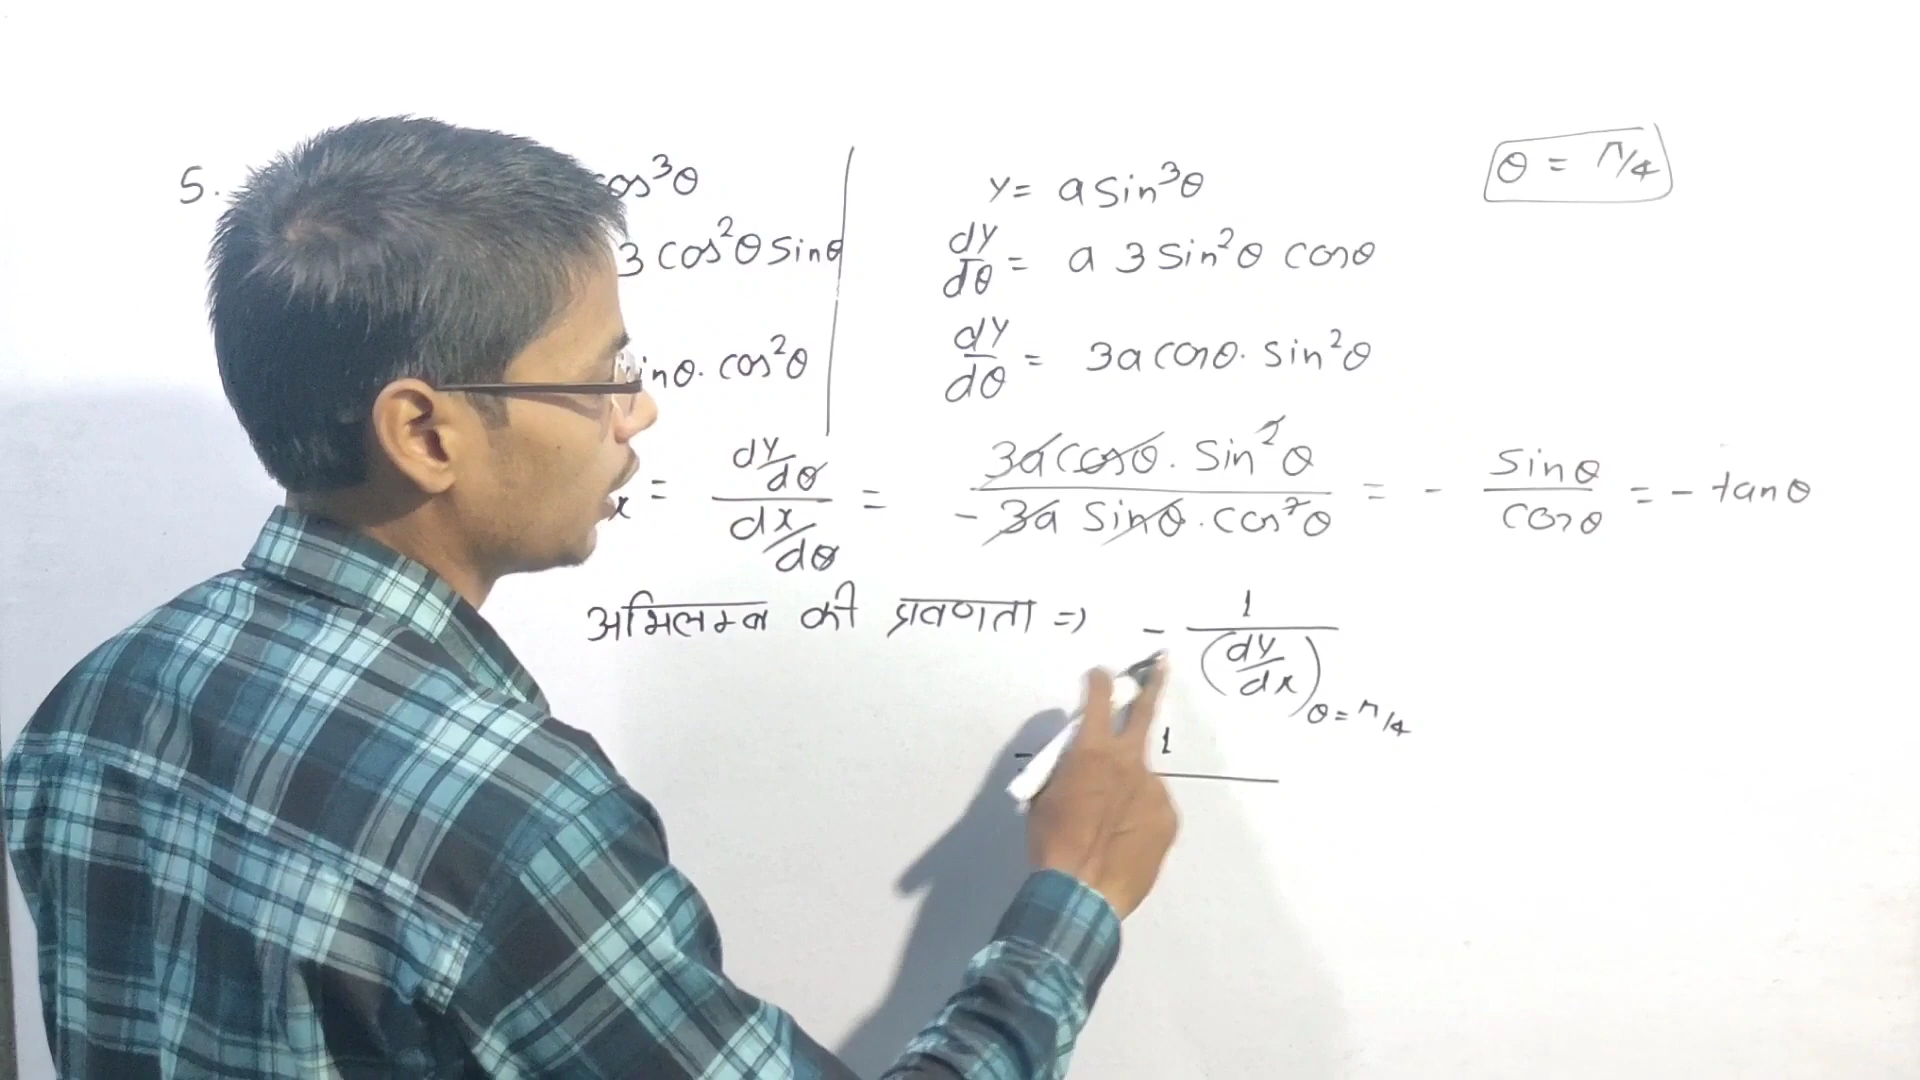 5. cos³θ
y = a sin³θ
θ = π/4
3 cos²θ sinθ
dy/dθ = a 3 sin²θ cosθ
inθ. cos²θ
dy/dθ = 3a cosθ. sin²θ
x = (dy/dθ)/(dx/dθ) = (3a cosθ. sin²θ)/(-3a sinθ. cos²θ) = - sinθ/cosθ = - tanθ
अभिलम्ब की प्रवणता => - 1/(dy/dx)θ=π/4
1